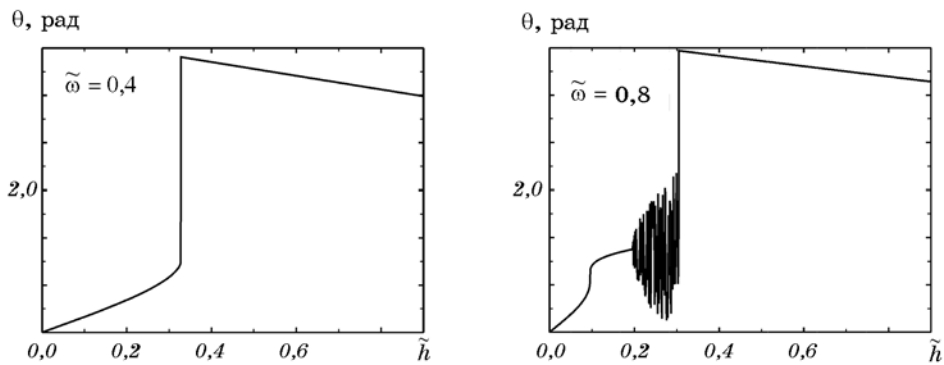 θ, рад
ω̃ = 0,4
2,0
0,0 0,2 0,4 0,6 h̃
θ, рад
ω̃ = 0,8
2,0
0,0 0,2 0,4 0,6 h̃